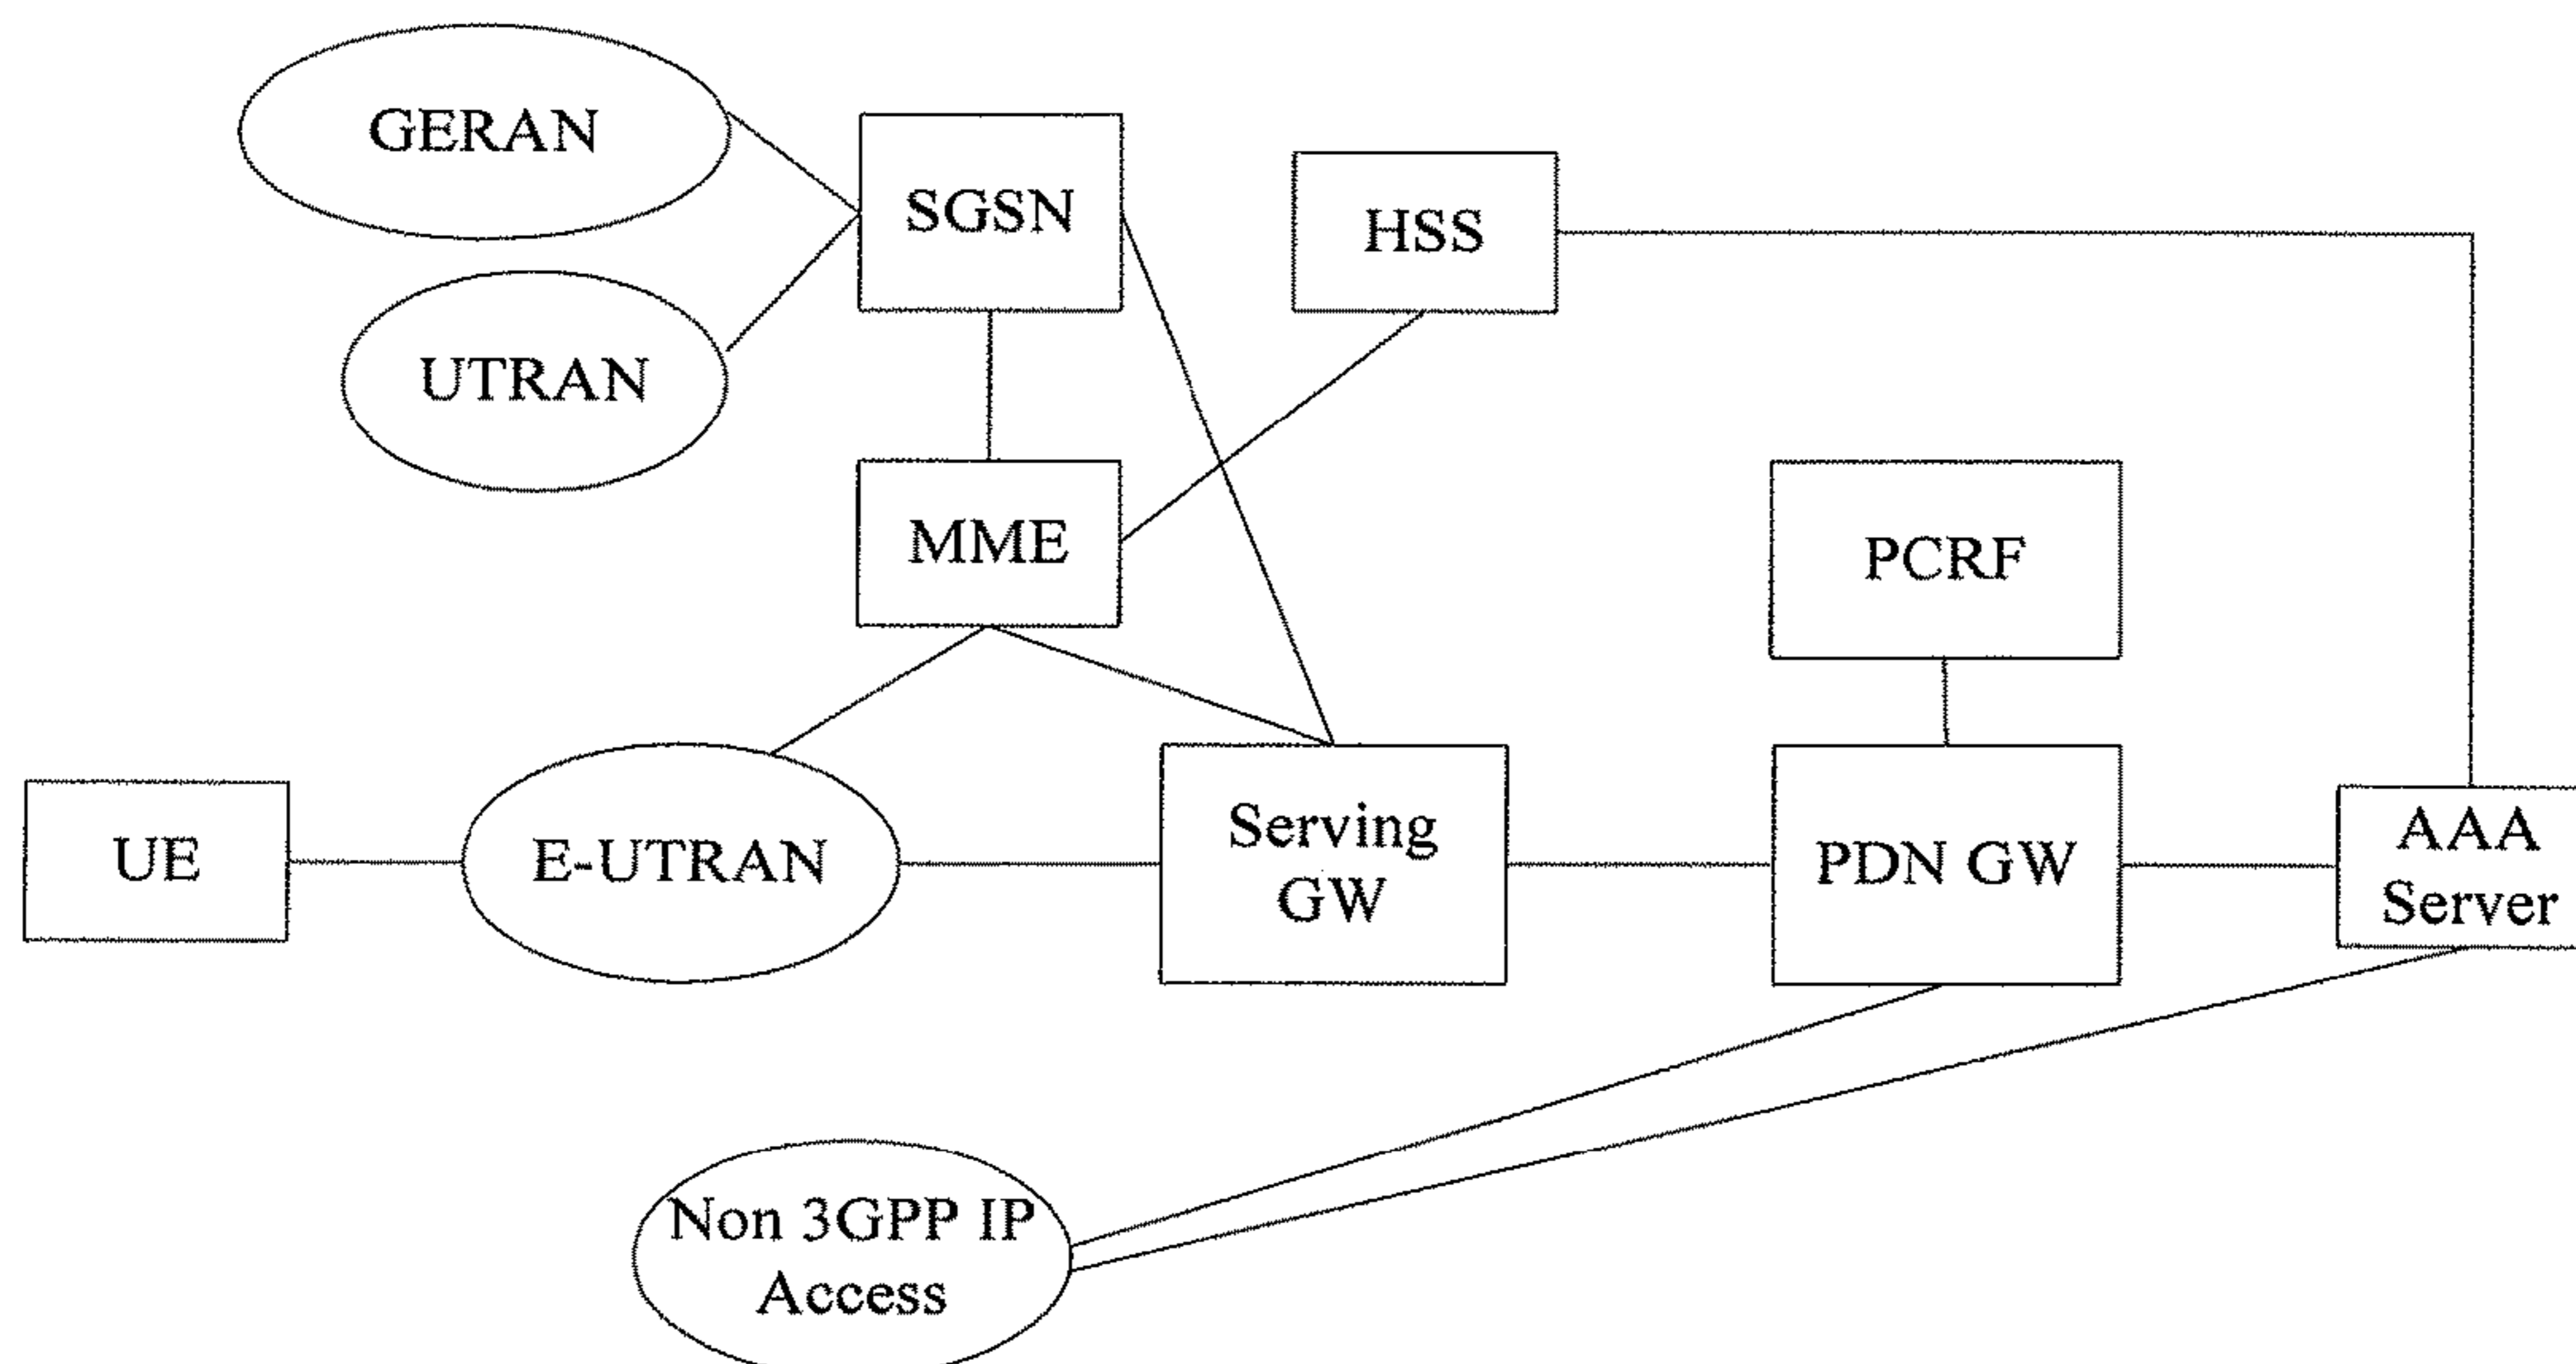 GERAN
SGSN
HSS
UTRAN
MME
PCRF
UE
E-UTRAN
Serving
GW
PDN GW
AAA
Server
Non 3GPP IP
Access